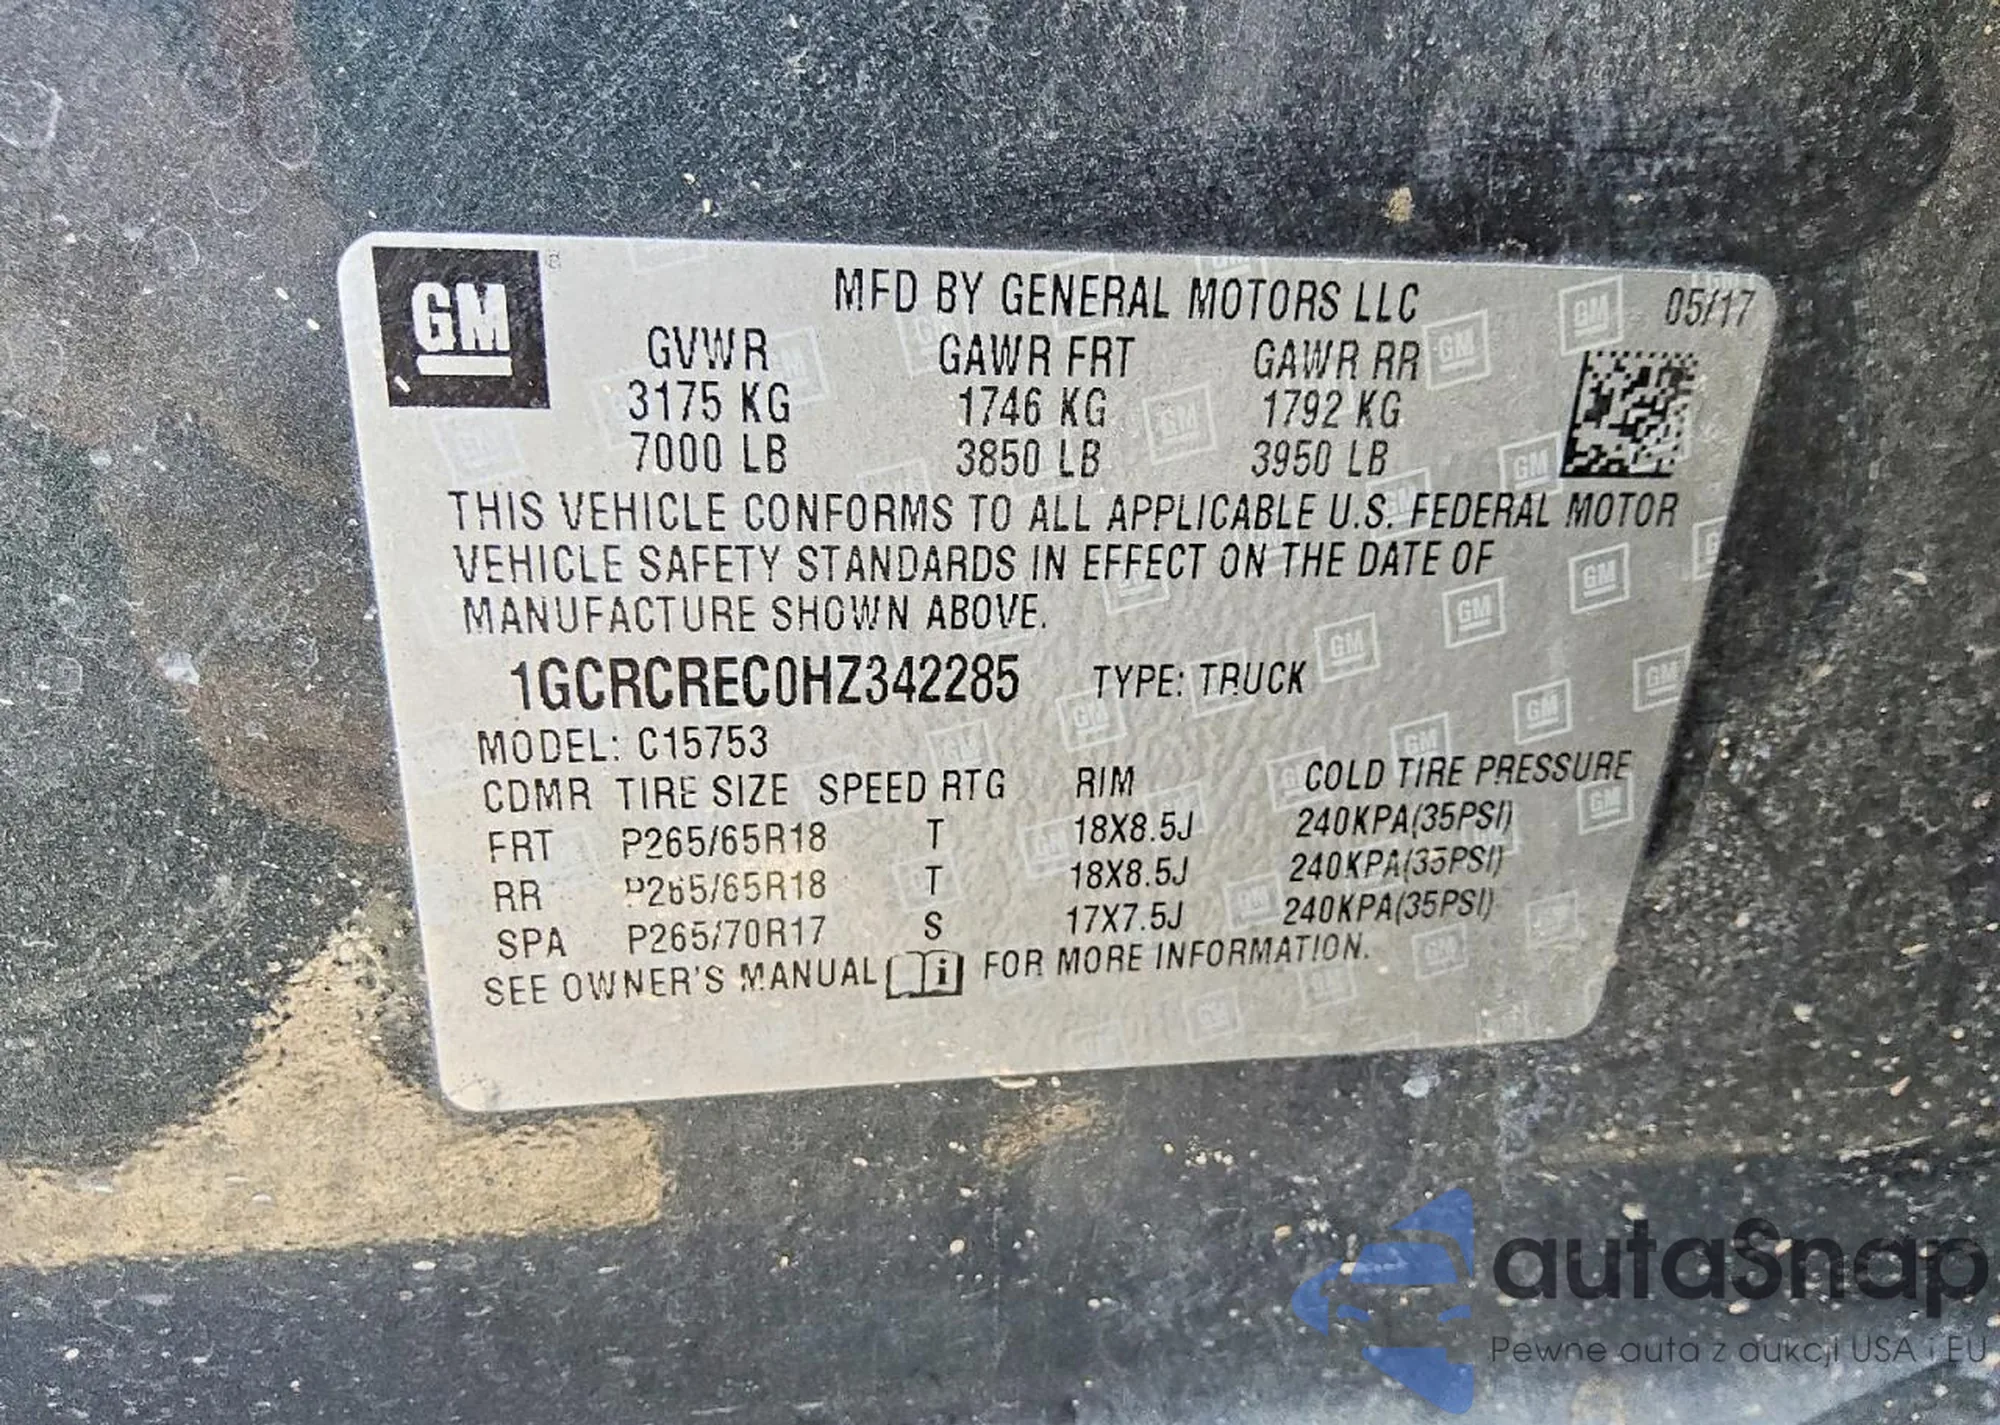 GM
MFD BY GENERAL MOTORS LLC
05/17
GVWR GAWR FRT GAWR RR
3175 KG 1746 KG 1792 KG
7000 LB 3850 LB 3950 LB
THIS VEHICLE CONFORMS TO ALL APPLICABLE U.S. FEDERAL MOTOR
VEHICLE SAFETY STANDARDS IN EFFECT ON THE DATE OF
MANUFACTURE SHOWN ABOVE.
1GCRCREC0HZ342285 TYPE: TRUCK
MODEL: C15753
CDMR TIRE SIZE SPEED RTG RIM COLD TIRE PRESSURE
FRT P265/65R18 T 18X8.5J 240KPA(35PSI)
RR P265/65R18 T 18X8.5J 240KPA(35PSI)
SPA P265/70R17 S 17X7.5J 240KPA(35PSI)
SEE OWNER'S MANUAL i FOR MORE INFORMATION.
autaSnap
Pewne auta z aukcji USA i EU